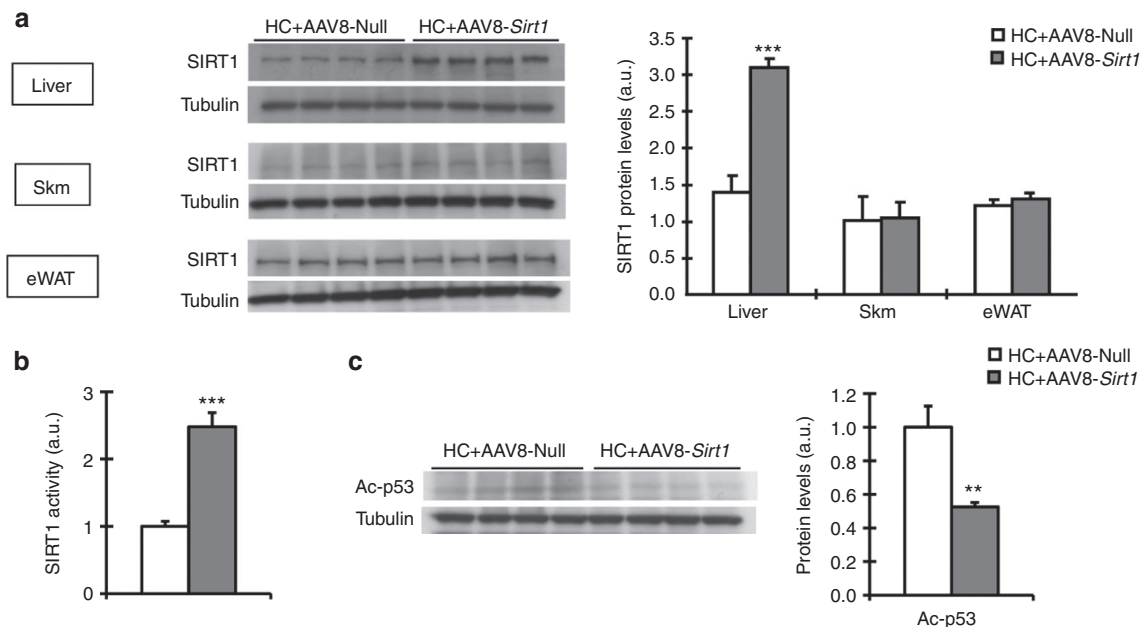 a
HC+AAV8-Null HC+AAV8-Sirt1
Liver
SIRT1
Tubulin
Skm
SIRT1
Tubulin
eWAT
SIRT1
Tubulin
HC+AAV8-Null
HC+AAV8-Sirt1
SIRT1 protein levels (a.u.)
3.5
3.0
2.5
2.0
1.5
1.0
0.5
0.0
***
Liver Skm eWAT
b
SIRT1 activity (a.u.)
3
2
1
0
***
c
HC+AAV8-Null HC+AAV8-Sirt1
Ac-p53
Tubulin
HC+AAV8-Null
HC+AAV8-Sirt1
Protein levels (a.u.)
1.2
1.0
0.8
0.6
0.4
0.2
0.0
**
Ac-p53